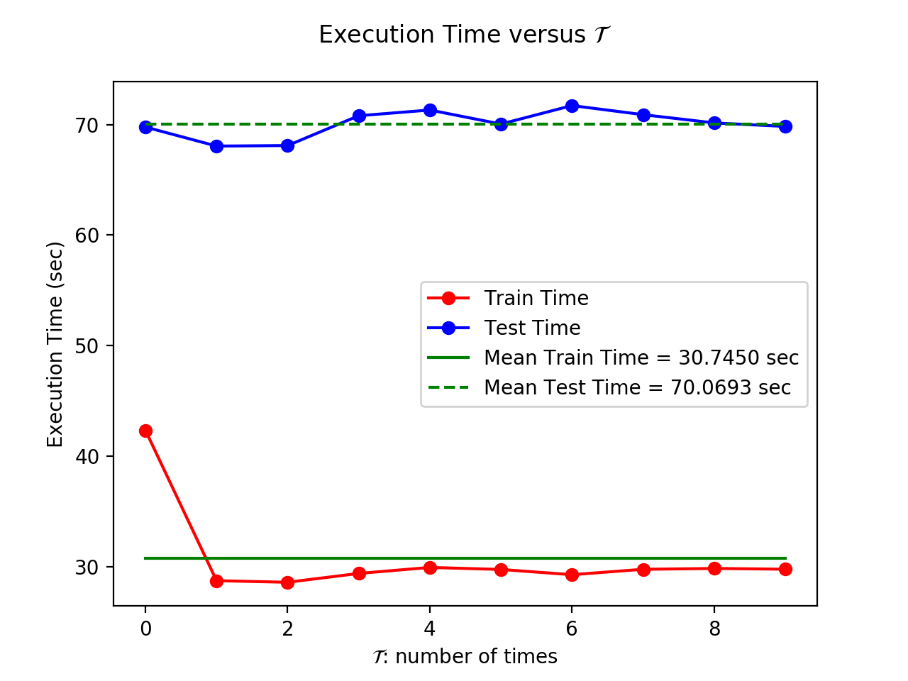 Execution Time versus 𝒯
70
60
50
40
30
Execution Time (sec)
Train Time
Test Time
Mean Train Time = 30.7450 sec
Mean Test Time = 70.0693 sec
0 2 4 6 8
𝒯: number of times